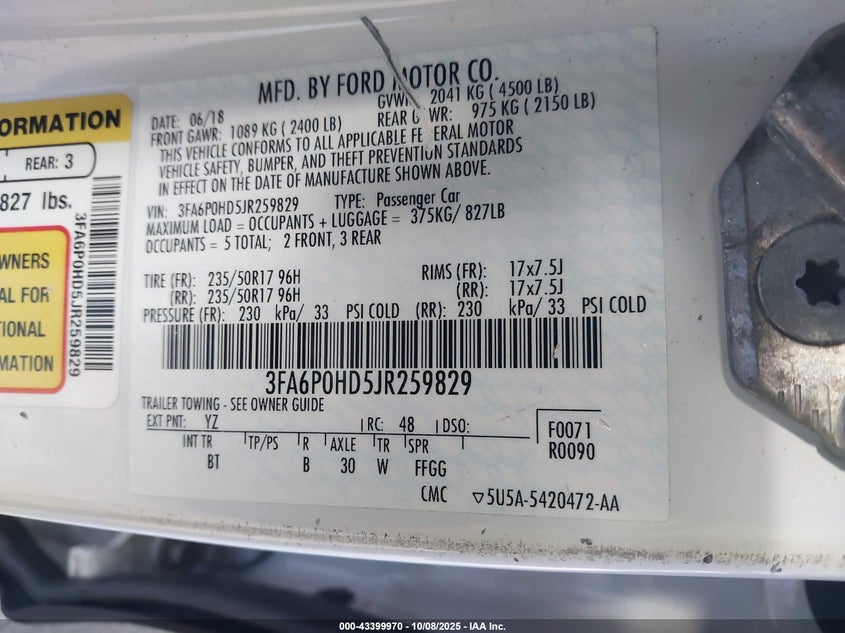 ORMATION
REAR: 3
827 lbs.
3FA6P0HD5JR259829
WNERS
AL FOR
TIONAL
MATION
MFD. BY FORD MOTOR CO.
DATE: 06/18 GVWR: 2041 KG ( 4500 LB)
FRONT GAWR: 1089 KG ( 2400 LB) REAR GAWR: 975 KG ( 2150 LB)
THIS VEHICLE CONFORMS TO ALL APPLICABLE FEDERAL MOTOR
VEHICLE SAFETY, BUMPER, AND THEFT PREVENTION STANDARDS
IN EFFECT ON THE DATE OF MANUFACTURE SHOWN ABOVE.
VIN: 3FA6P0HD5JR259829 TYPE: Passenger Car
MAXIMUM LOAD = OCCUPANTS + LUGGAGE = 375KG/ 827LB
OCCUPANTS = 5 TOTAL; 2 FRONT, 3 REAR
TIRE (FR): 235/50R17 96H RIMS (FR): 17x7.5J
(RR): 235/50R17 96H (RR): 17x7.5J
PRESSURE (FR): 230 kPa/ 33 PSI COLD (RR): 230 kPa/ 33 PSI COLD
3FA6P0HD5JR259829
TRAILER TOWING - SEE OWNER GUIDE
EXT PNT: YZ RC: 48 DSO: F0071
INT TR TP/PS R AXLE TR SPR R0090
BT B 30 W FFGG
CMC ▽5U5A-5420472-AA
000-43399970 | 10/08/2025 - IAA Inc.